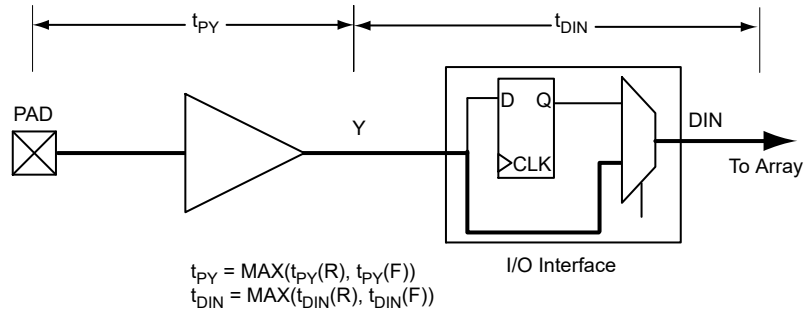 tPY
tDIN
PAD
Y
D
Q
CLK
DIN
To Array
I/O Interface
tPY = MAX(tPY(R), tPY(F))
tDIN = MAX(tDIN(R), tDIN(F))